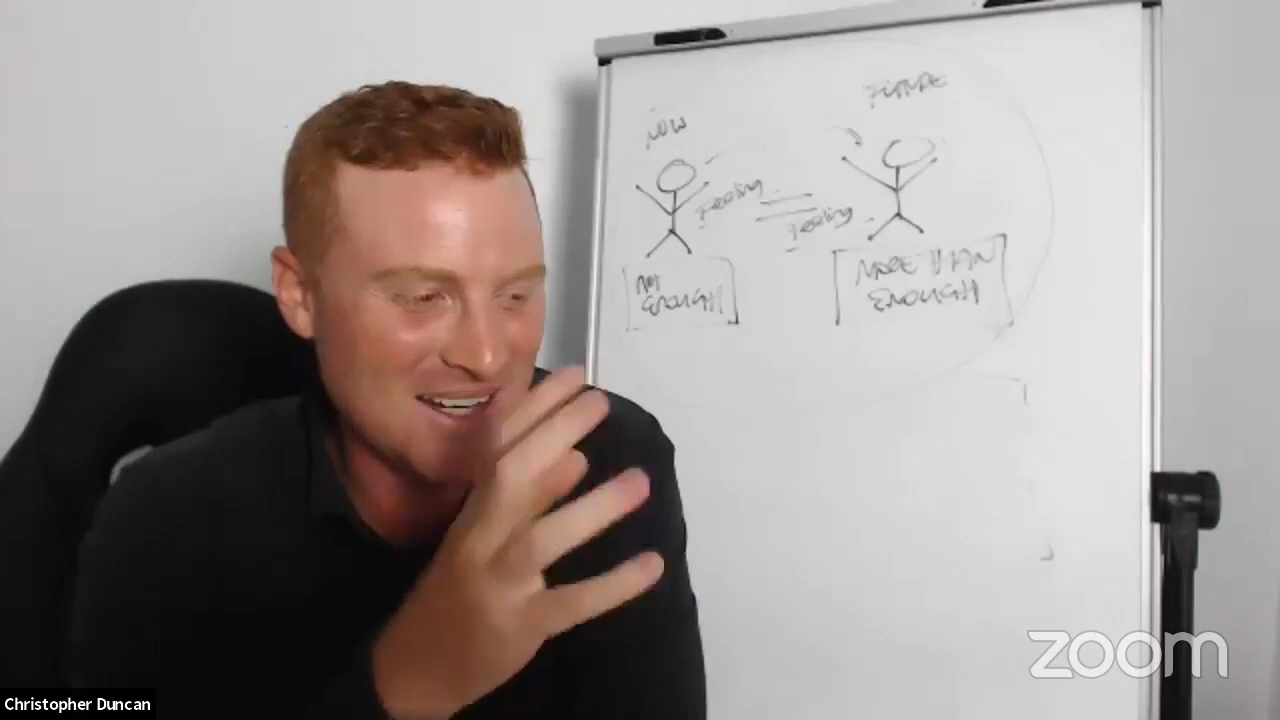 NOW
FUTURE
Feeling
Feeling
NOT
ENOUGH
MORE THAN
ENOUGH
zoom
Christopher Duncan